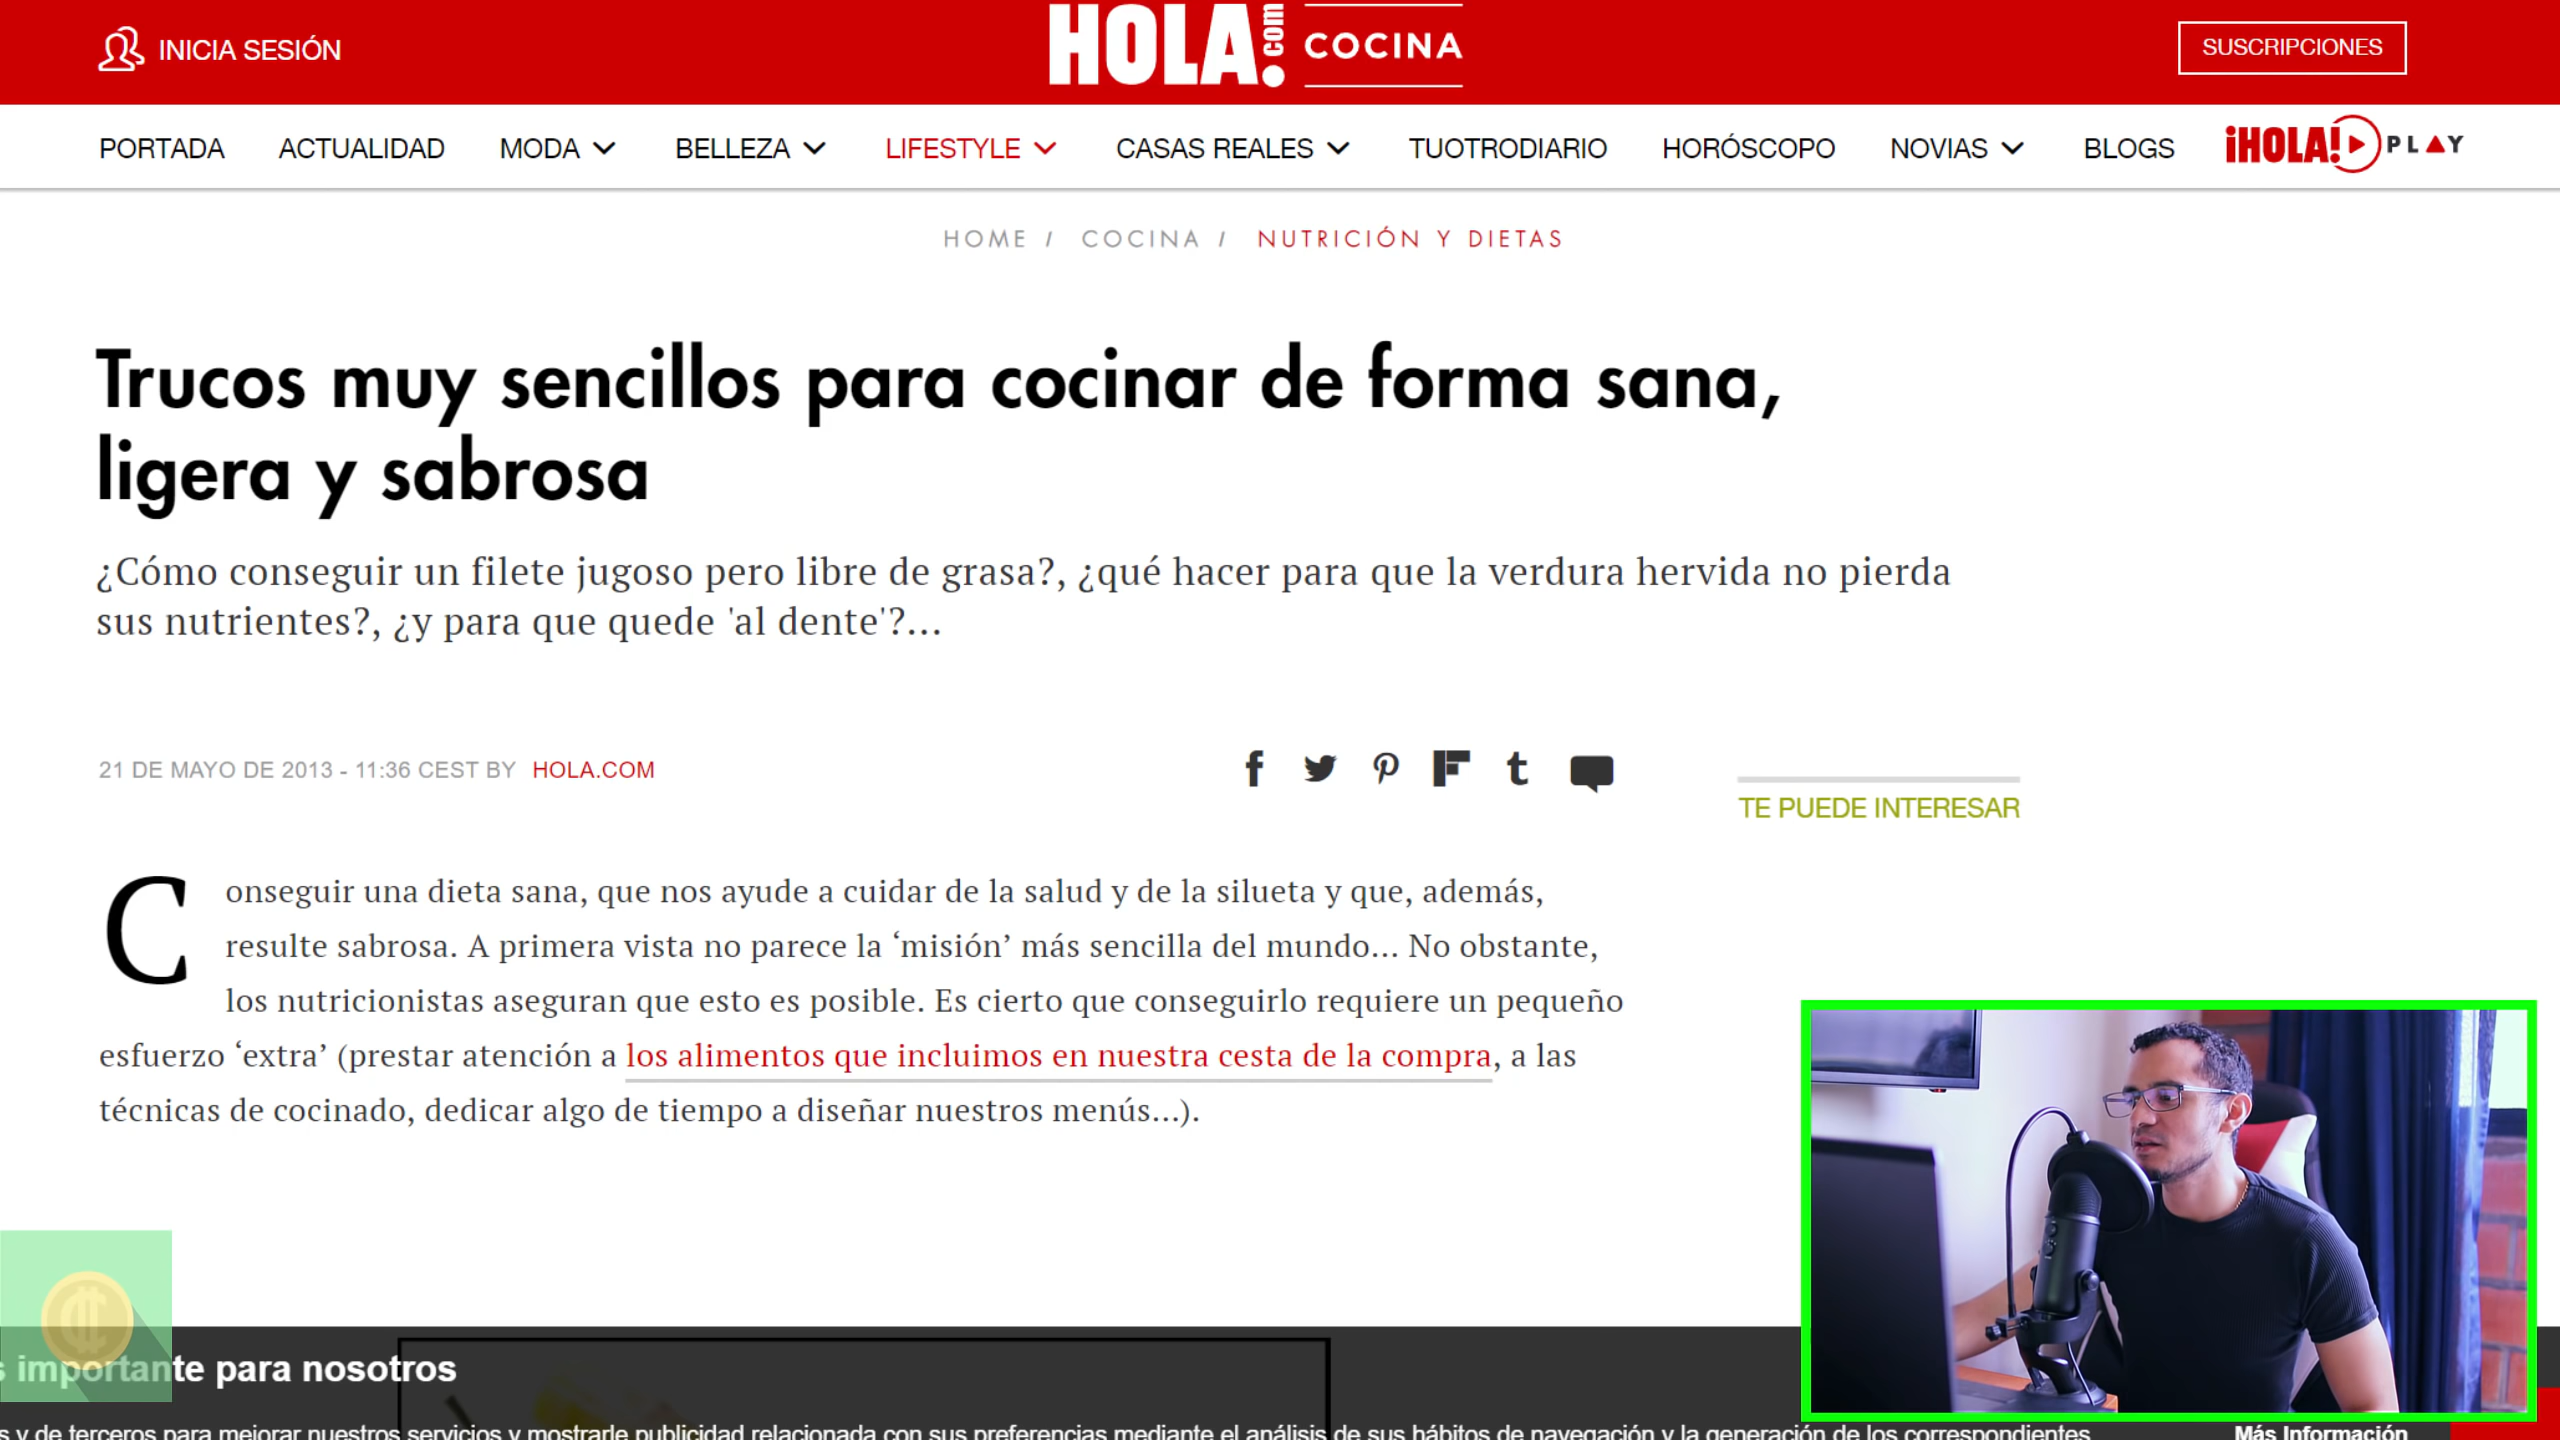 INICIA SESIÓN
HOLA!.com COCINA
SUSCRIPCIONES
PORTADA ACTUALIDAD MODA BELLEZA LIFESTYLE CASAS REALES TUOTRODIARIO HORÓSCOPO NOVIAS BLOGS ¡HOLA! PLAY
HOME / COCINA / NUTRICIÓN Y DIETAS
Trucos muy sencillos para cocinar de forma sana,
ligera y sabrosa
¿Cómo conseguir un filete jugoso pero libre de grasa?, ¿qué hacer para que la verdura hervida no pierda
sus nutrientes?, ¿y para que quede 'al dente'?...
21 DE MAYO DE 2013 - 11:36 CEST BY HOLA.COM
TE PUEDE INTERESAR
Conseguir una dieta sana, que nos ayude a cuidar de la salud y de la silueta y que, además,
resulte sabrosa. A primera vista no parece la ‘misión’ más sencilla del mundo... No obstante,
los nutricionistas aseguran que esto es posible. Es cierto que conseguirlo requiere un pequeño
esfuerzo ‘extra’ (prestar atención a los alimentos que incluimos en nuestra cesta de la compra, a las
técnicas de cocinado, dedicar algo de tiempo a diseñar nuestros menús...).
s importante para nosotros
s y de terceros para mejorar nuestros servicios y mostrarle publicidad relacionada con sus preferencias mediante el análisis de sus hábitos de navegación y la generación de los correspondientes
Más Información